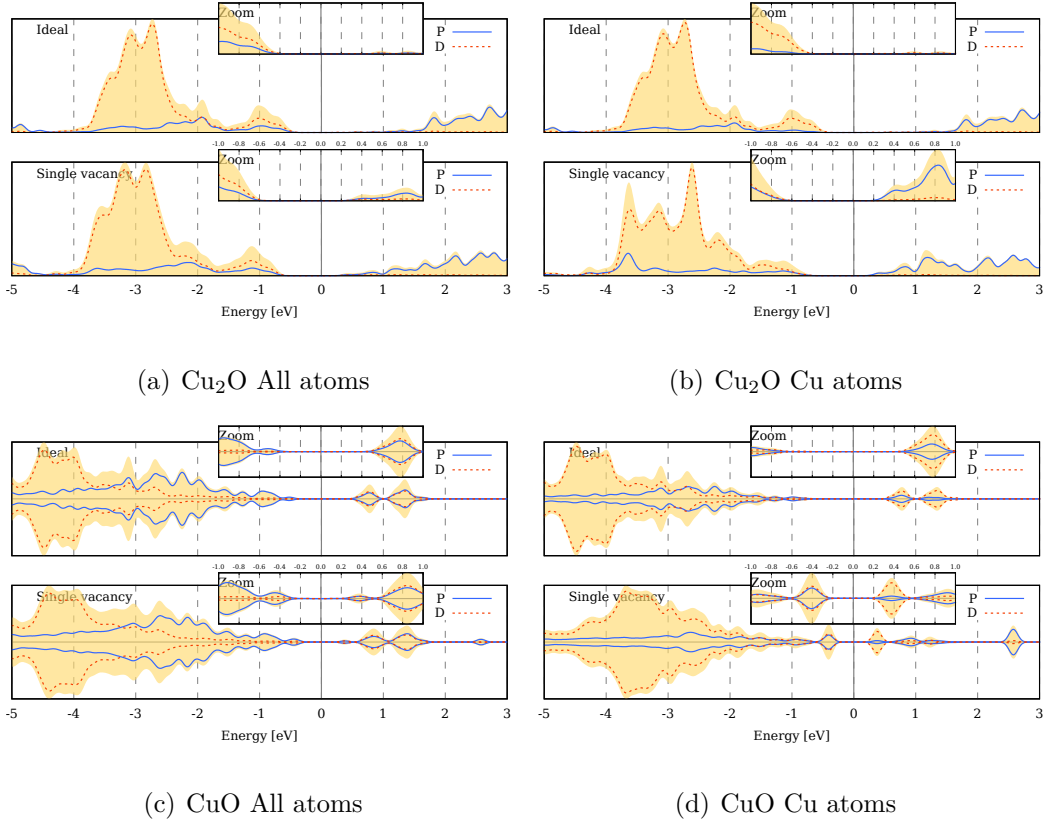 Zoom
Ideal
P
D
-1.0 -0.8 -0.6 -0.4 -0.2 0.0 0.2 0.4 0.6 0.8 1.0
Zoom
Single vacancy
P
D
-5 -4 -3 -2 -1 0 1 2 3
Energy [eV]
(a) Cu₂O All atoms
Zoom
Ideal
P
D
-1.0 -0.8 -0.6 -0.4 -0.2 0.0 0.2 0.4 0.6 0.8 1.0
Zoom
Single vacancy
P
D
-5 -4 -3 -2 -1 0 1 2 3
Energy [eV]
(b) Cu₂O Cu atoms
Zoom
Ideal
P
D
-1.0 -0.8 -0.6 -0.4 -0.2 0.0 0.2 0.4 0.6 0.8 1.0
Zoom
Single vacancy
P
D
-5 -4 -3 -2 -1 0 1 2 3
Energy [eV]
(c) CuO All atoms
Zoom
Ideal
P
D
-1.0 -0.8 -0.6 -0.4 -0.2 0.0 0.2 0.4 0.6 0.8 1.0
Zoom
Single vacancy
P
D
-5 -4 -3 -2 -1 0 1 2 3
Energy [eV]
(d) CuO Cu atoms